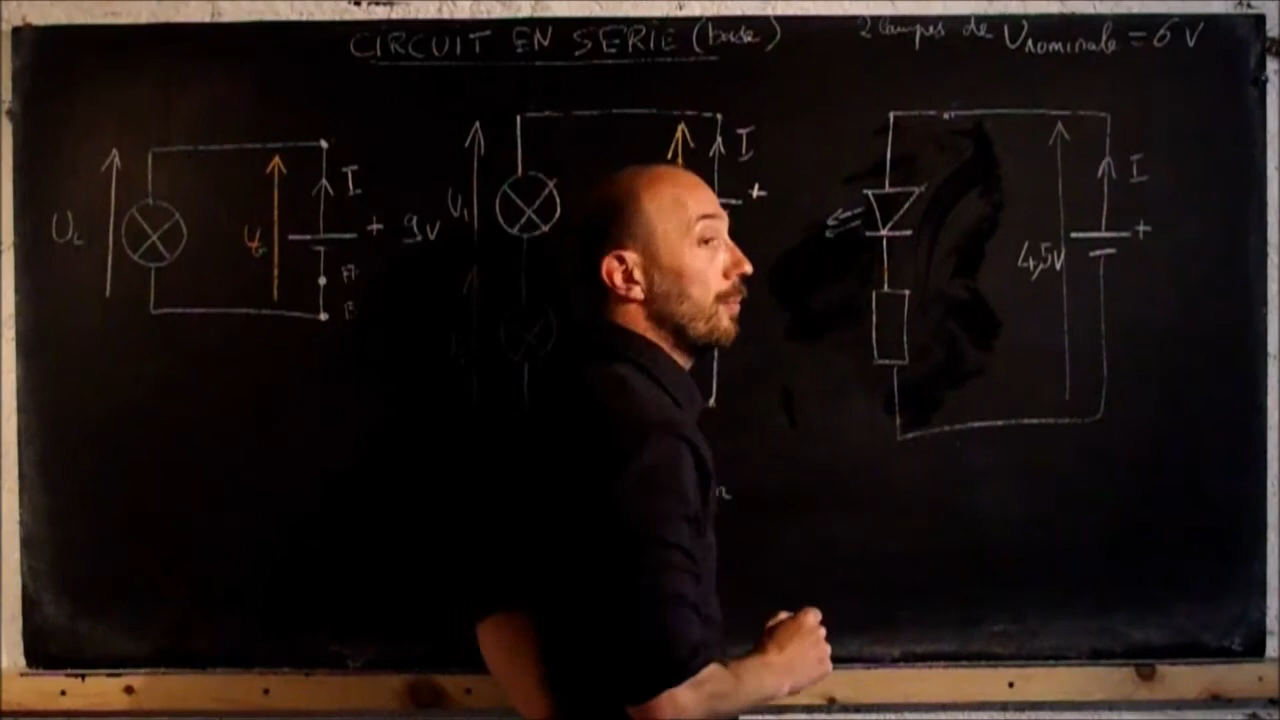 CIRCUIT EN SERIE (base)
2 lampes de Unominale = 6 V
I
UL
+
9V
A
B
I
U1
+
I
4,5V
+